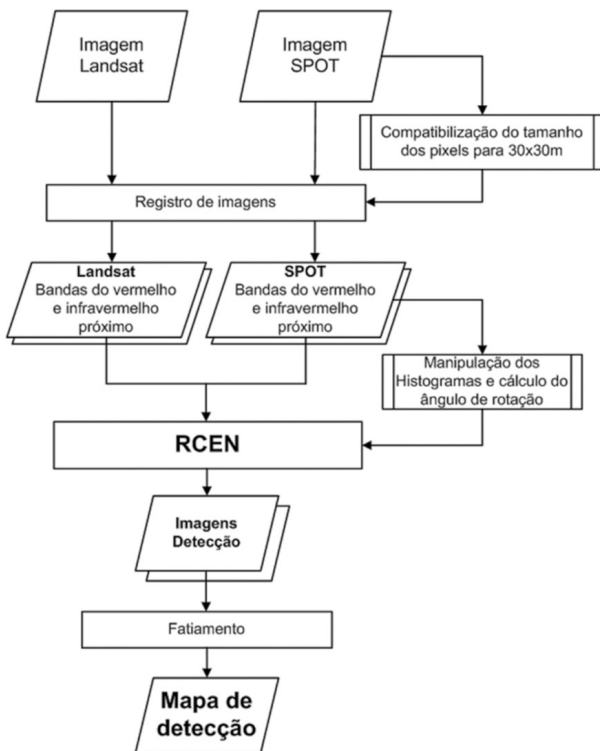 Imagem
Landsat
Imagem
SPOT
Compatibilização do tamanho
dos pixels para 30x30m
Registro de imagens
Landsat
Bandas do vermelho
e infravermelho
próximo
SPOT
Bandas do vermelho
e infravermelho
próximo
Manipulação dos
Histogramas e cálculo do
ângulo de rotação
RCEN
Imagens
Detecção
Fatiamento
Mapa de
detecção